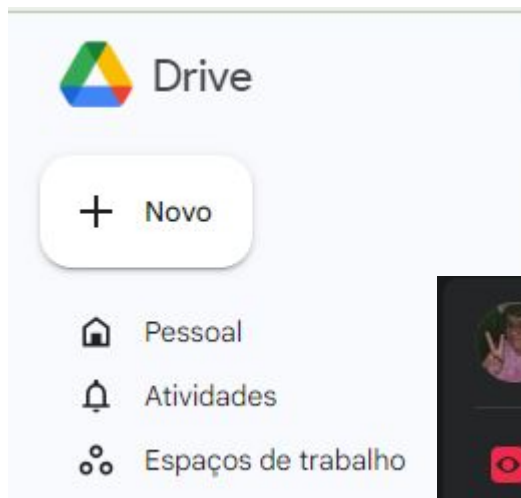 Drive
Novo
Pessoal
Atividades
Espaços de trabalho